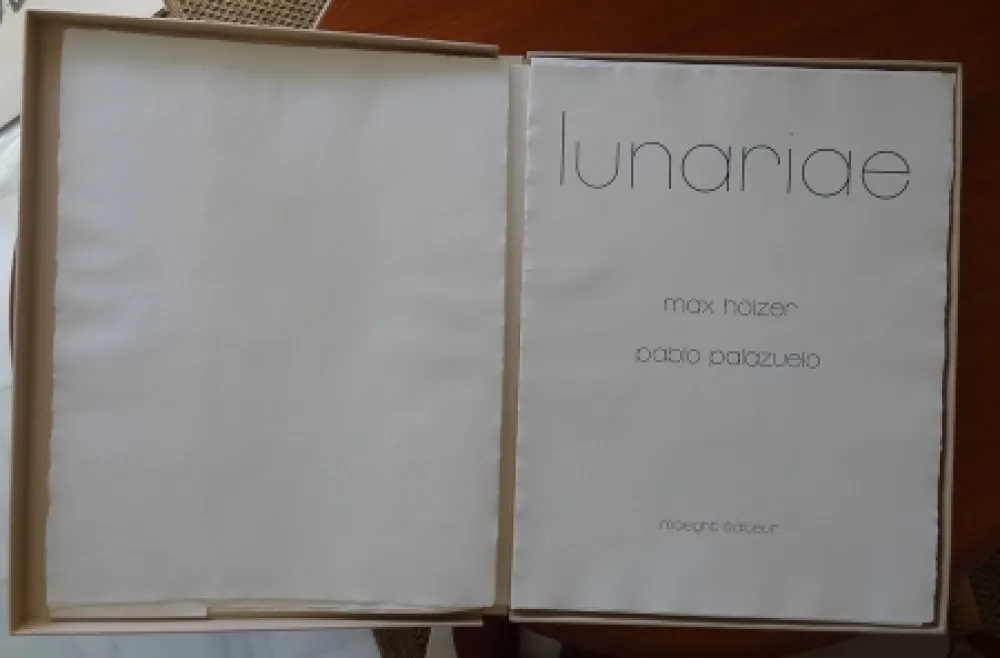 lunariae
max hölzer
pablo palazuelo
maeght éditeur